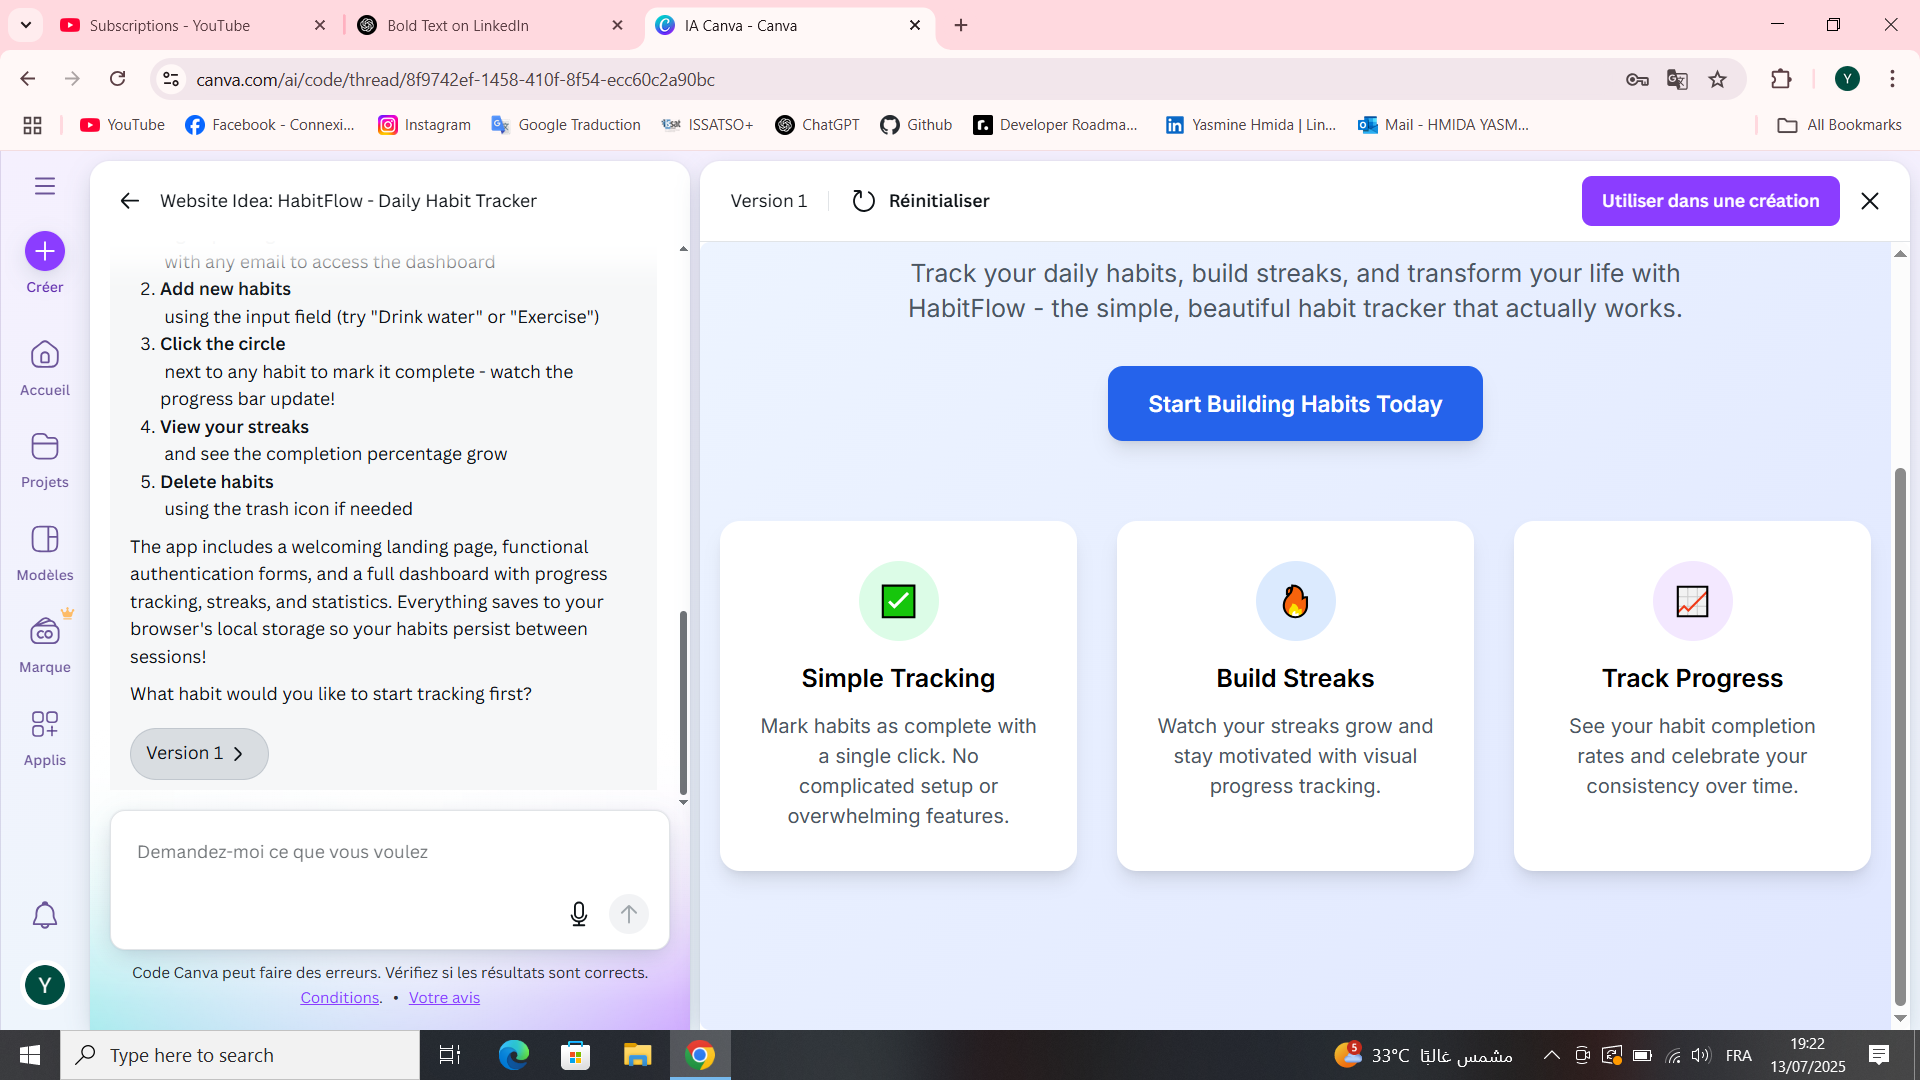 Subscriptions - YouTube
Bold Text on LinkedIn
IA Canva - Canva
canva.com/ai/code/thread/8f9742ef-1458-410f-8f54-ecc60c2a90bc
Y
YouTube
Facebook - Connexi...
Instagram
Google Traduction
ISSATSO+
ChatGPT
Github
Developer Roadma...
Yasmine Hmida | Lin...
Mail - HMIDA YASM...
All Bookmarks
Créer
Accueil
Projets
Modèles
Marque
Applis
Y
Website Idea: HabitFlow - Daily Habit Tracker
with any email to access the dashboard
2. Add new habits
using the input field (try "Drink water" or "Exercise")
3. Click the circle
next to any habit to mark it complete - watch the
progress bar update!
4. View your streaks
and see the completion percentage grow
5. Delete habits
using the trash icon if needed
The app includes a welcoming landing page, functional
authentication forms, and a full dashboard with progress
tracking, streaks, and statistics. Everything saves to your
browser's local storage so your habits persist between
sessions!
What habit would you like to start tracking first?
Version 1
Demandez-moi ce que vous voulez
Code Canva peut faire des erreurs. Vérifiez si les résultats sont corrects.
Conditions. • Votre avis
Version 1
Réinitialiser
Utiliser dans une création
Track your daily habits, build streaks, and transform your life with
HabitFlow - the simple, beautiful habit tracker that actually works.
Start Building Habits Today
Simple Tracking
Mark habits as complete with
a single click. No
complicated setup or
overwhelming features.
Build Streaks
Watch your streaks grow and
stay motivated with visual
progress tracking.
Track Progress
See your habit completion
rates and celebrate your
consistency over time.
Type here to search
5
33°C مشمس غالبًا
FRA
19:22
13/07/2025